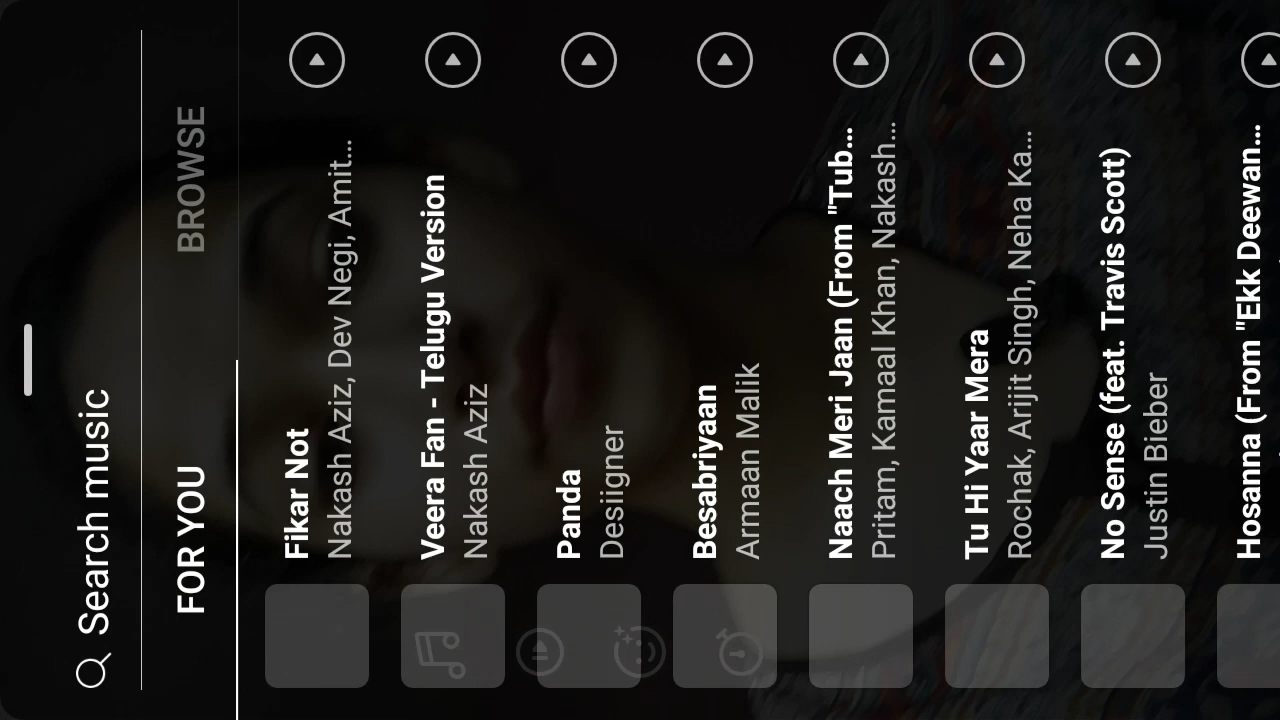 Search music
FOR YOU
BROWSE
Fikar Not
Nakash Aziz, Dev Negi, Amit...
Veera Fan - Telugu Version
Nakash Aziz
Panda
Desiigner
Besabriyaan
Armaan Malik
Naach Meri Jaan (From "Tub...
Pritam, Kamaal Khan, Nakash...
Tu Hi Yaar Mera
Rochak, Arijit Singh, Neha Ka...
No Sense (feat. Travis Scott)
Justin Bieber
Hosanna (From "Ekk Deewan...